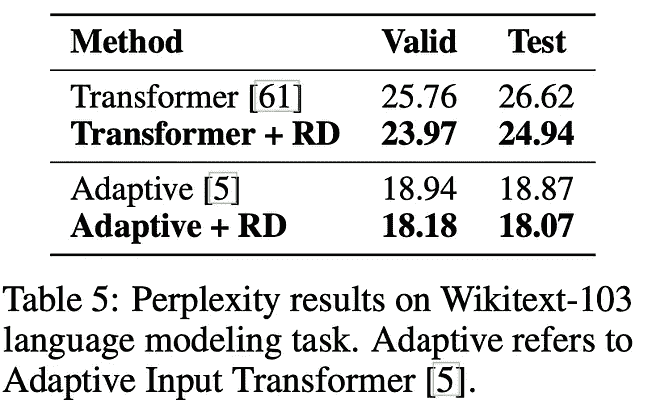 Method Valid Test
Transformer [61] 25.76 26.62
Transformer + RD 23.97 24.94
Adaptive [5] 18.94 18.87
Adaptive + RD 18.18 18.07
Table 5: Perplexity results on Wikitext-103
language modeling task. Adaptive refers to
Adaptive Input Transformer [5].